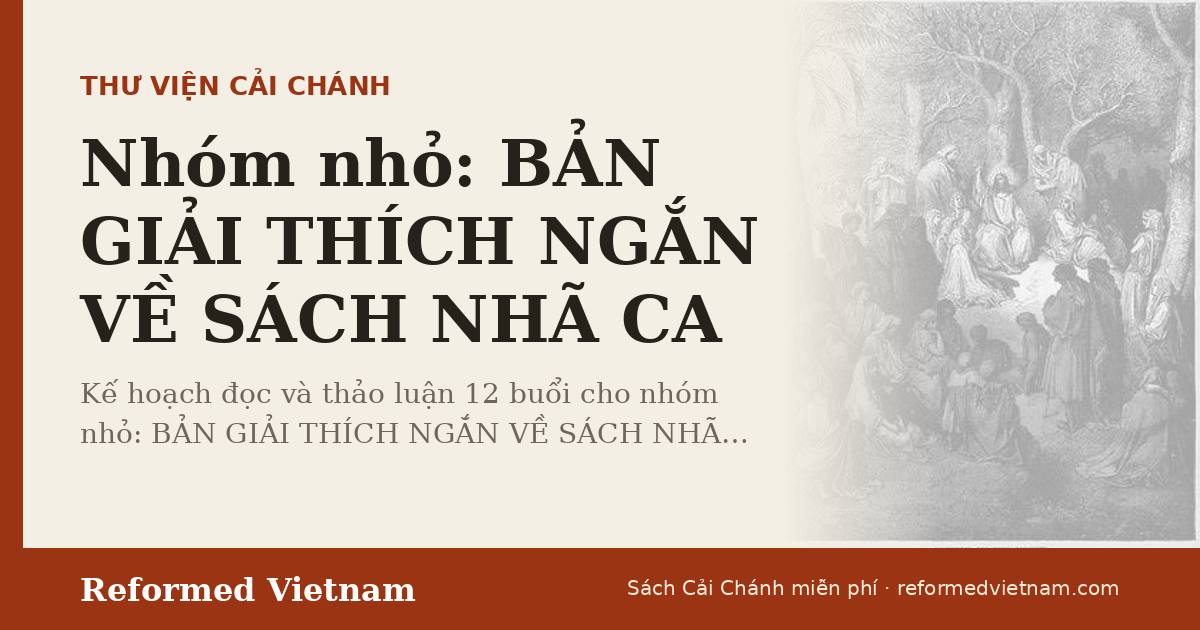 THƯ VIỆN CẢI CHÁNH
Nhóm nhỏ: BẢN
GIẢI THÍCH NGẮN
VỀ SÁCH NHÃ CA
Kế hoạch đọc và thảo luận 12 buổi cho nhóm
nhỏ: BẢN GIẢI THÍCH NGẮN VỀ SÁCH NHÃ...
Reformed Vietnam
Sách Cải Chánh miễn phí · reformedvietnam.com